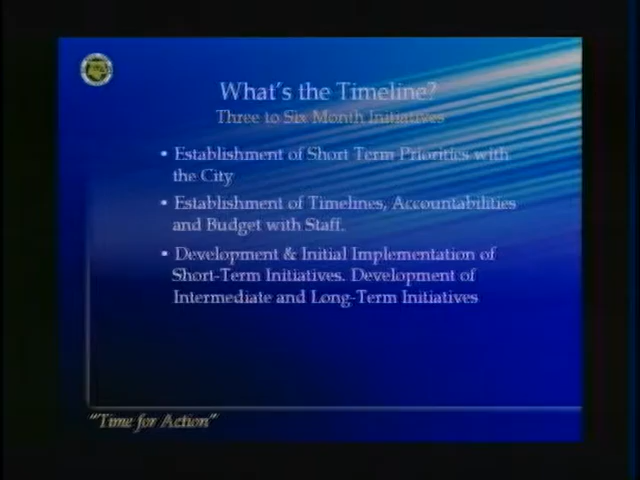 What's the Timeline?
Three to Six Month Initiatives
• Establishment of Short Term Priorities with
the City
• Establishment of Timelines, Accountabilities
and Budget with Staff.
• Development & Initial Implementation of
Short-Term Initiatives. Development of
Intermediate and Long-Term Initiatives
"Time for Action"